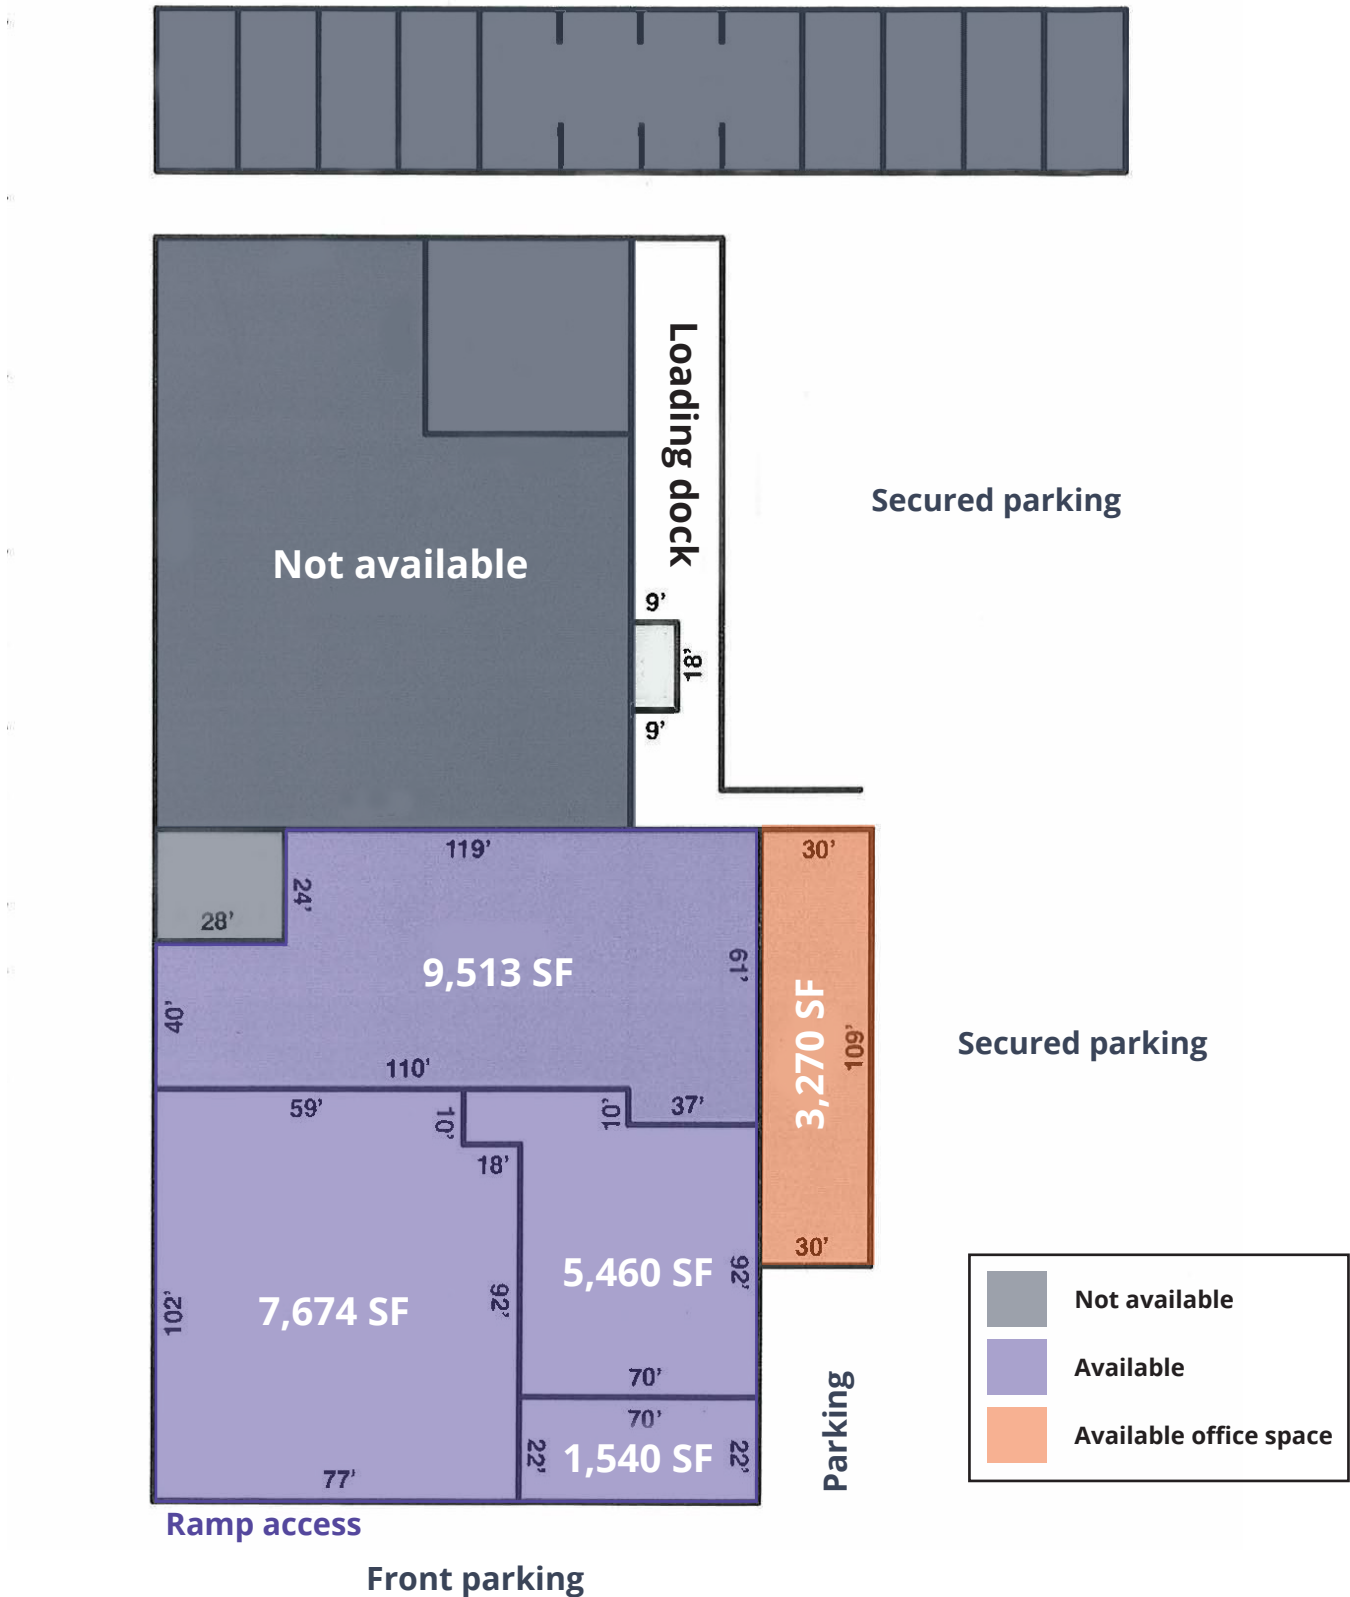 Loading dock
Secured parking
Not available
9'
18'
9'
119'
30'
24'
28'
61'
9,513 SF
40'
3,270 SF
109'
Secured parking
110'
59'
10'
10'
37'
18'
30'
5,460 SF
92'
92'
7,674 SF
102'
Not available
Available
Available office space
70'
70'
Parking
22'
1,540 SF
22'
77'
Ramp access
Front parking